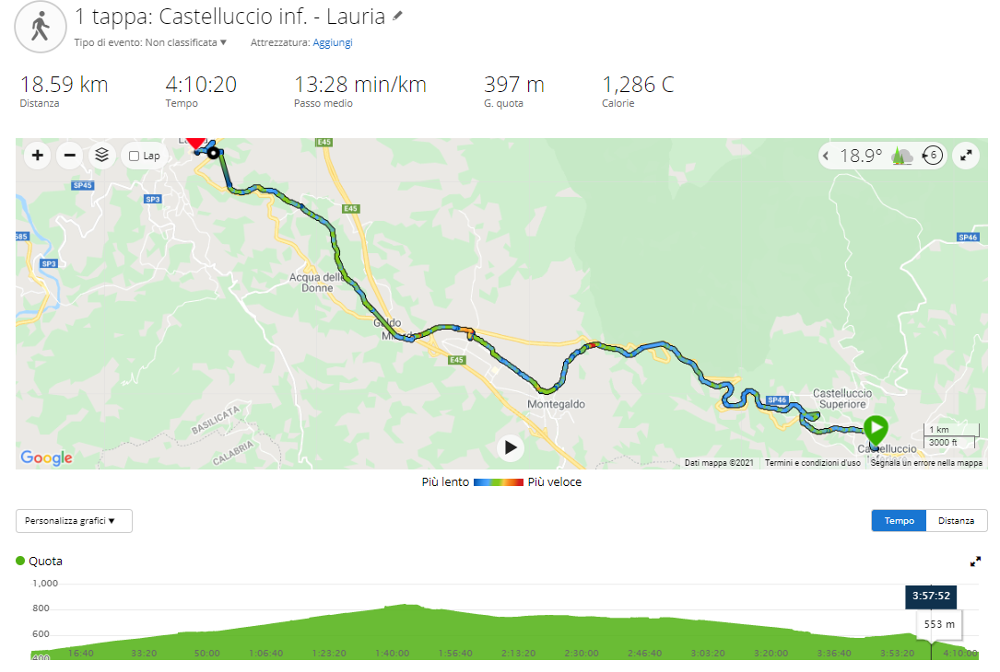 1 tappa: Castelluccio inf. - Lauria
Tipo di evento: Non classificata ▼ Attrezzatura: Aggiungi
18.59 km 4:10:20 13:28 min/km 397 m 1,286 C
Distanza Tempo Passo medio G. quota Calorie
Lap
18.9° 6
E45
SP45
SP3
E45
585
SP46
SP3
Acqua delle
Donne
Galdo
E45
Castelluccio
Superiore
SP46
Montegaldo
BASILICATA
CALABRIA
1 km
3000 ft
Castelluccio
Google
Dati mappa ©2021 Termini e condizioni d'uso Segnala un errore nella mappa
Più lento Più veloce
Personalizza grafici ▼ Tempo Distanza
Quota
1,000
3:57:52
800
553 m
600
400
16:40 33:20 50:00 1:06:40 1:23:20 1:40:00 1:56:40 2:13:20 2:30:00 2:46:40 3:03:20 3:20:00 3:36:40 3:53:20 4:10:00